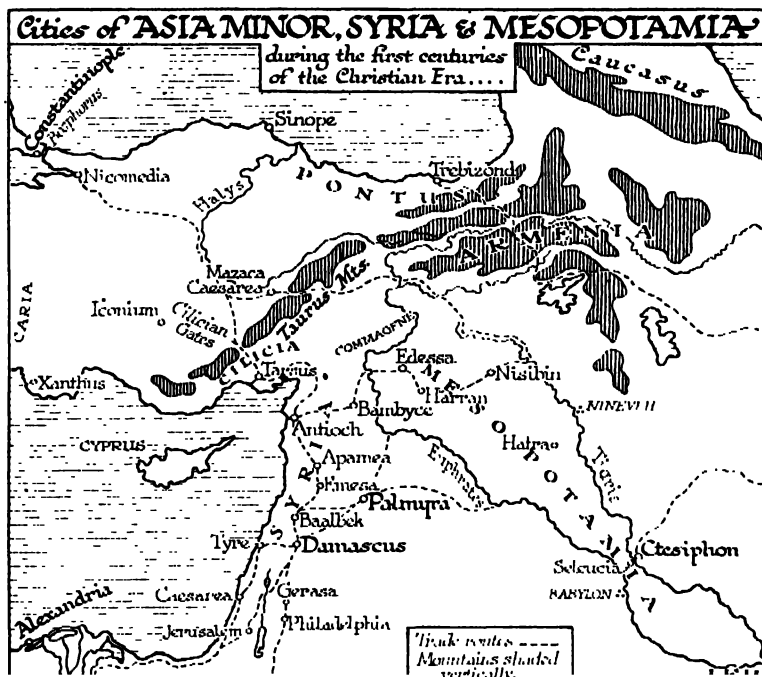 Cities of ASIA MINOR, SYRIA & MESOPOTAMIA
during the first centuries
of the Christian Era....
Caucasus
Constantinople
Bosphorus
Sinope
Nicomedia
Halys
PONTUS
Trebizond
ARMENIA
Mazaca
Caesarea
Taurus Mts.
CARIA
Iconium
Cilician
Gates
COMMAGENE
CILICIA
Tarsus
Edessa
Nisibin
Xanthus
Harran
MESOPOTAMIA
NINEVEH
Bambyce
Antioch
CYPRUS
SYRIA
Hatra
Tigris
Apamea
Euphrates
Emesa
Palmyra
Baalbek
Tyre
Damascus
Ctesiphon
Seleucia
Caesarea
Gerasa
BABYLON
Alexandria
Jerusalem
Philadelphia
Trade routes ----
Mountains shaded
vertically.